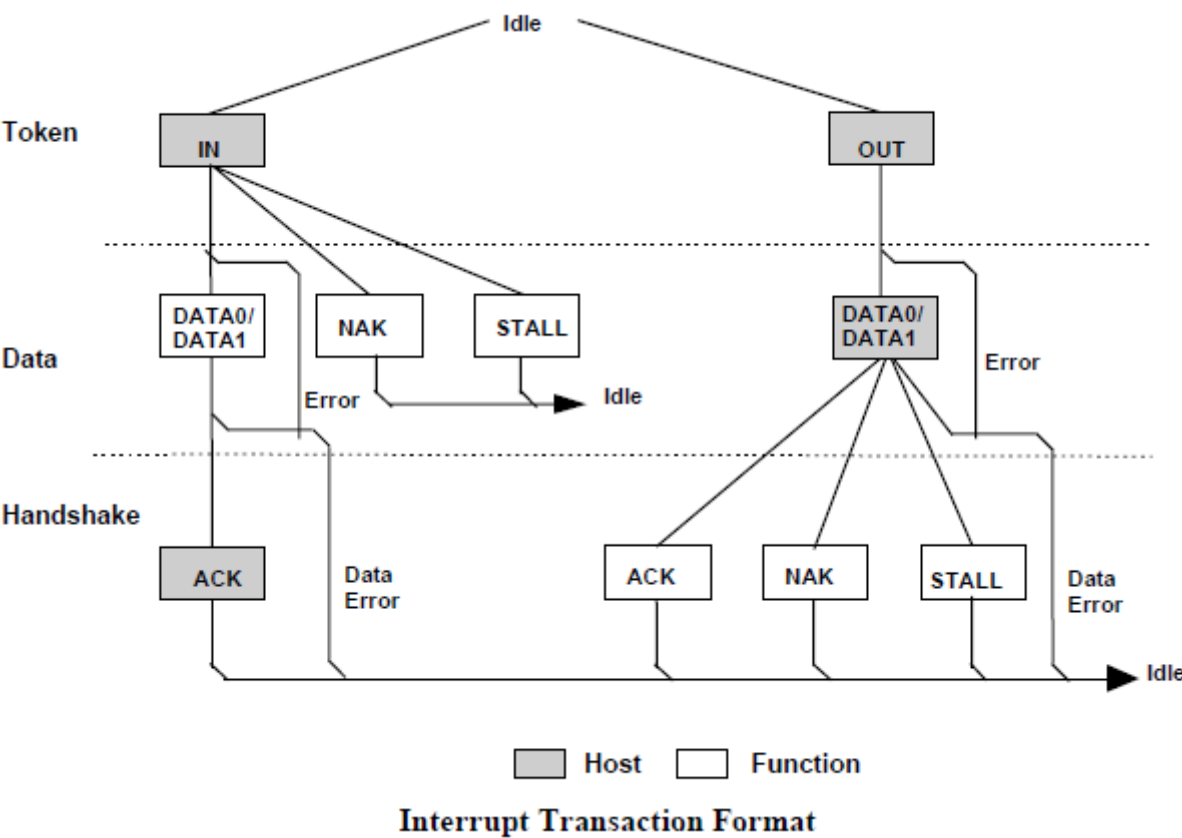 Idle
Token
IN
OUT
DATA0/
DATA1
NAK
STALL
DATA0/
DATA1
Data
Error
Idle
Error
Handshake
ACK
Data
Error
ACK
NAK
STALL
Data
Error
Idle
Host
Function
Interrupt Transaction Format